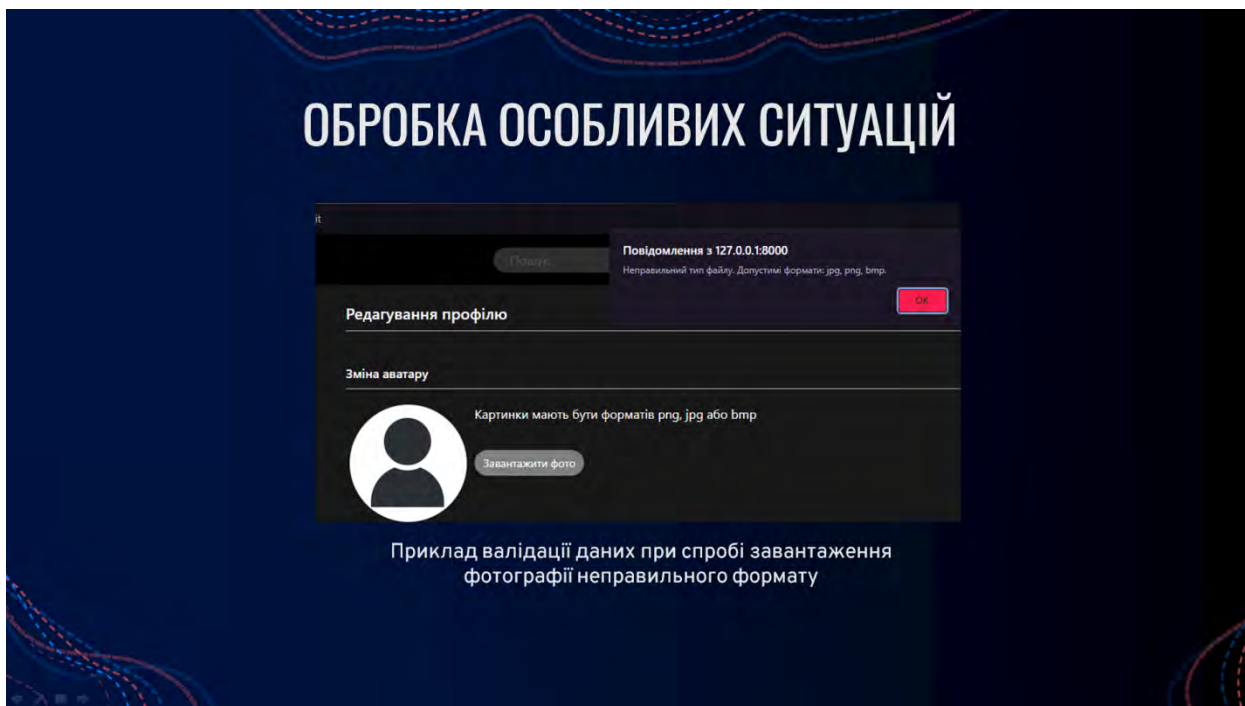 ОБРОБКА ОСОБЛИВИХ СИТУАЦІЙ
it
Пошук
Повідомлення з 127.0.0.1:8000
Неправильний тип файлу. Допустимі формати: jpg, png, bmp.
OK
Редагування профілю
Зміна аватару
Картинки мають бути форматів png, jpg або bmp
Завантажити фото
Приклад валідації даних при спробі завантаження
фотографії неправильного формату